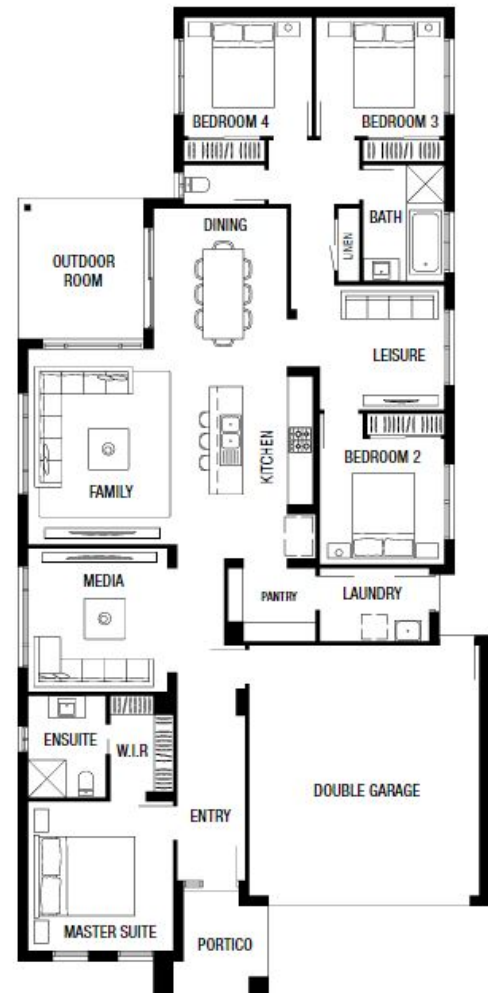 BEDROOM 4
BEDROOM 3
BATH
LINEN
DINING
OUTDOOR
ROOM
LEISURE
KITCHEN
FAMILY
BEDROOM 2
MEDIA
PANTRY
LAUNDRY
ENSUITE
W.I.R
DOUBLE GARAGE
ENTRY
MASTER SUITE
PORTICO